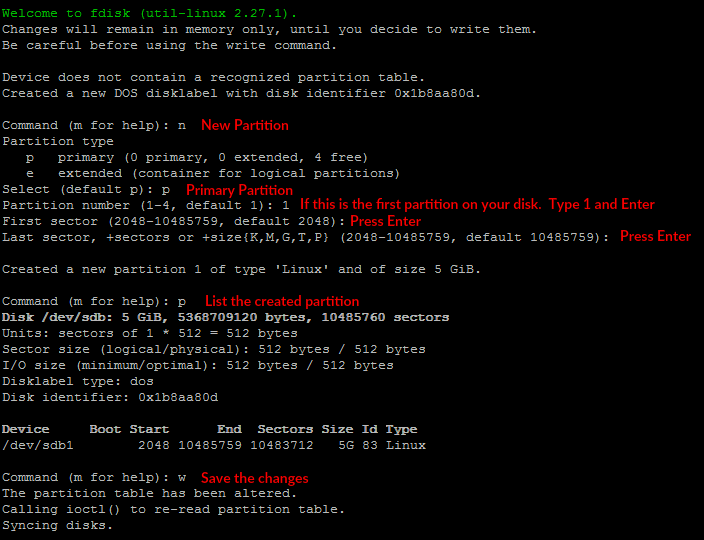 Welcome to fdisk (util-linux 2.27.1).
Changes will remain in memory only, until you decide to write them.
Be careful before using the write command.
Device does not contain a recognized partition table.
Created a new DOS disklabel with disk identifier 0x1b8aa80d.
Command (m for help): n New Partition
Partition type
p primary (0 primary, 0 extended, 4 free)
e extended (container for logical partitions)
Select (default p): p Primary Partition
Partition number (1-4, default 1): 1 If this is the first partition on your disk. Type 1 and Enter
First sector (2048-10485759, default 2048): Press Enter
Last sector, +sectors or +size{K,M,G,T,P} (2048-10485759, default 10485759): Press Enter
Created a new partition 1 of type 'Linux' and of size 5 GiB.
Command (m for help): p List the created partition
Disk /dev/sdb: 5 GiB, 5368709120 bytes, 10485760 sectors
Units: sectors of 1 * 512 = 512 bytes
Sector size (logical/physical): 512 bytes / 512 bytes
I/O size (minimum/optimal): 512 bytes / 512 bytes
Disklabel type: dos
Disk identifier: 0x1b8aa80d
Device Boot Start End Sectors Size Id Type
/dev/sdb1 2048 10485759 10483712 5G 83 Linux
Command (m for help): w Save the changes
The partition table has been altered.
Calling ioctl() to re-read partition table.
Syncing disks.